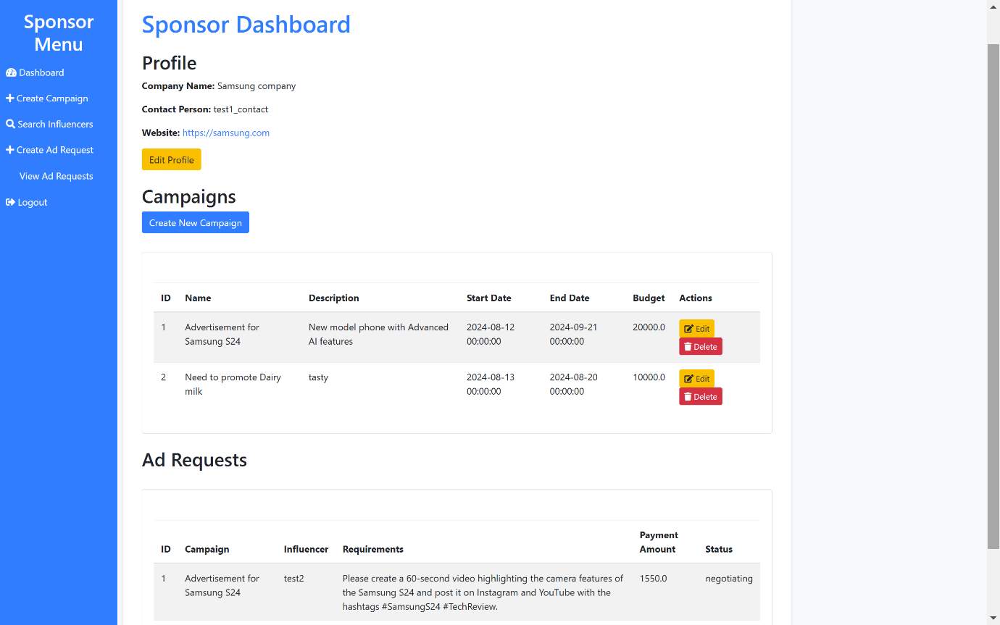 Sponsor
Menu
Dashboard
Create Campaign
Search Influencers
Create Ad Request
View Ad Requests
Logout
Sponsor Dashboard
Profile
Company Name: Samsung company
Contact Person: test1_contact
Website: https://samsung.com
Edit Profile
Campaigns
Create New Campaign
ID Name Description Start Date End Date Budget Actions
1 Advertisement for New model phone with Advanced 2024-08-12 2024-09-21 20000.0 Edit
Samsung S24 AI features 00:00:00 00:00:00 Delete
2 Need to promote Dairy tasty 2024-08-13 2024-08-20 10000.0 Edit
milk 00:00:00 00:00:00 Delete
Ad Requests
Payment
ID Campaign Influencer Requirements Amount Status
1 Advertisement for test2 Please create a 60-second video highlighting the camera features of 1550.0 negotiating
Samsung S24 the Samsung S24 and post it on Instagram and YouTube with the
hashtags #SamsungS24 #TechReview.